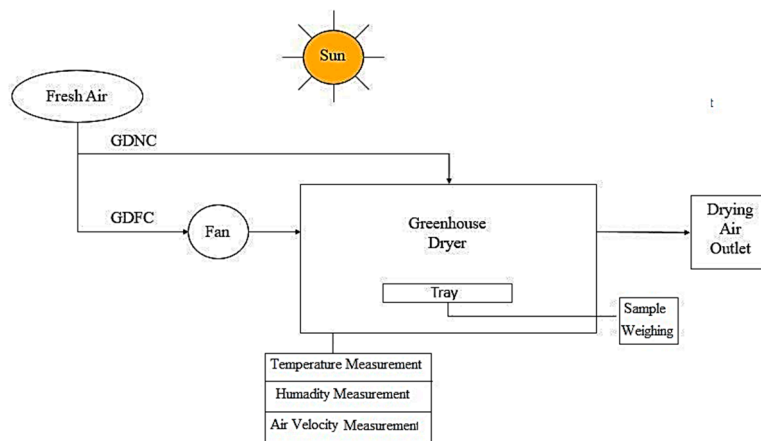 Sun
Fresh Air
t
GDNC
GDFC
Fan
Greenhouse
Dryer
Drying
Air
Outlet
Tray
Sample
Weighing
Temperature Measurement
Humadity Measurement
Air Velocity Measurement